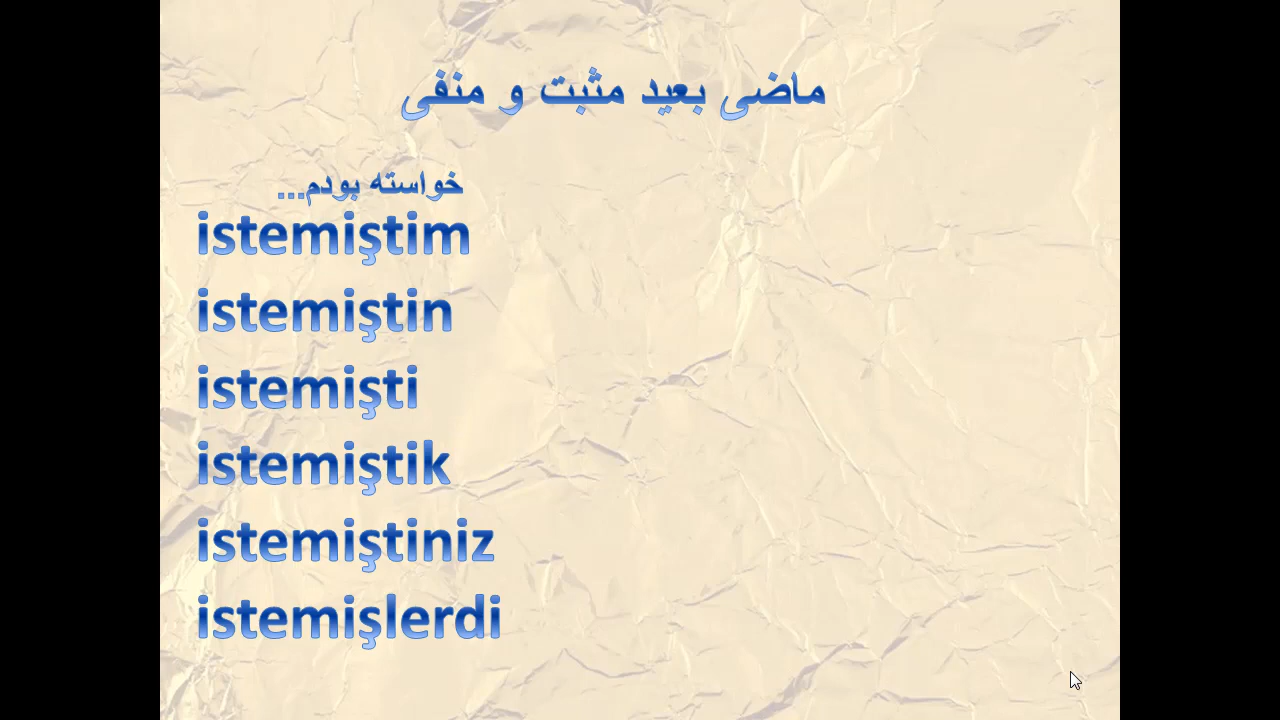 ماضی بعید مثبت و منفی
خواسته بودم...
istemiştim
istemiştin
istemişti
istemiştik
istemiştiniz
istemişlerdi